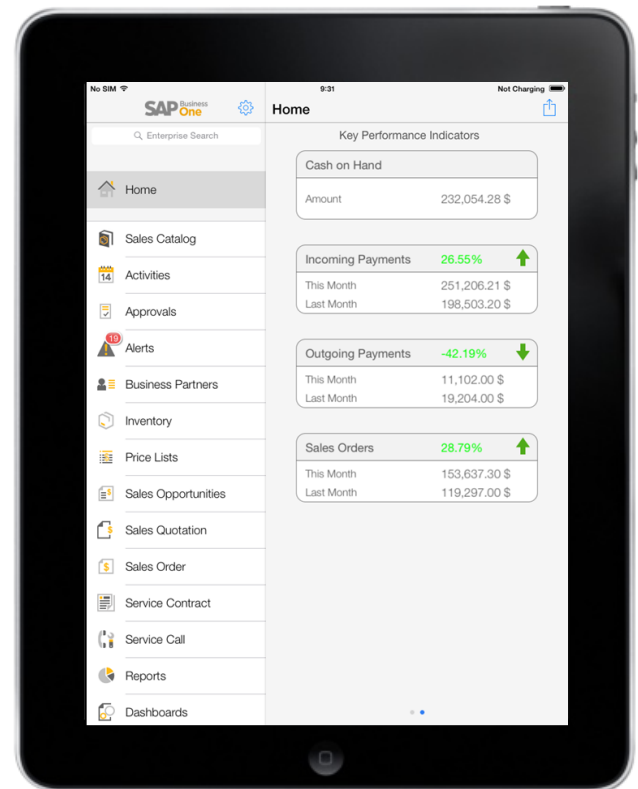 No SIM
9:31
Not Charging
SAP Business One
Home
Enterprise Search
Home
Sales Catalog
14
Activities
Approvals
19
Alerts
Business Partners
Inventory
Price Lists
$
Sales Opportunities
$
Sales Quotation
$
Sales Order
Service Contract
Service Call
Reports
Dashboards
Key Performance Indicators
Cash on Hand
Amount 232,054.28 $
Incoming Payments 26.55%
This Month 251,206.21 $
Last Month 198,503.20 $
Outgoing Payments -42.19%
This Month 11,102.00 $
Last Month 19,204.00 $
Sales Orders 28.79%
This Month 153,637.30 $
Last Month 119,297.00 $